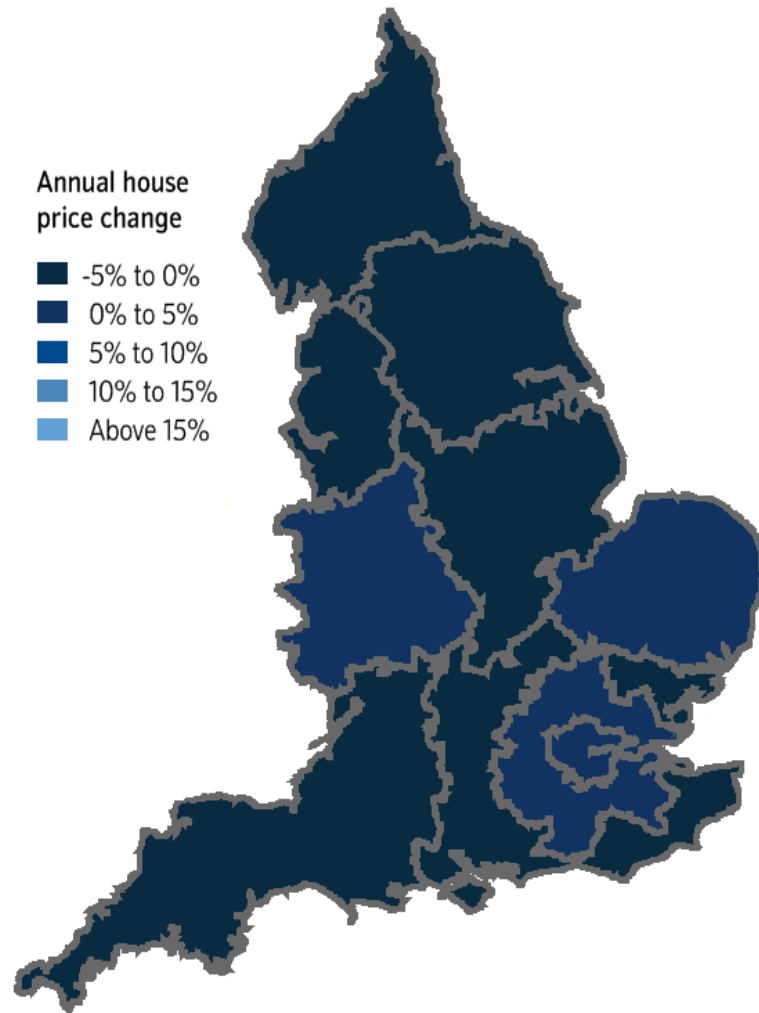 Annual house
price change
-5% to 0%
0% to 5%
5% to 10%
10% to 15%
Above 15%